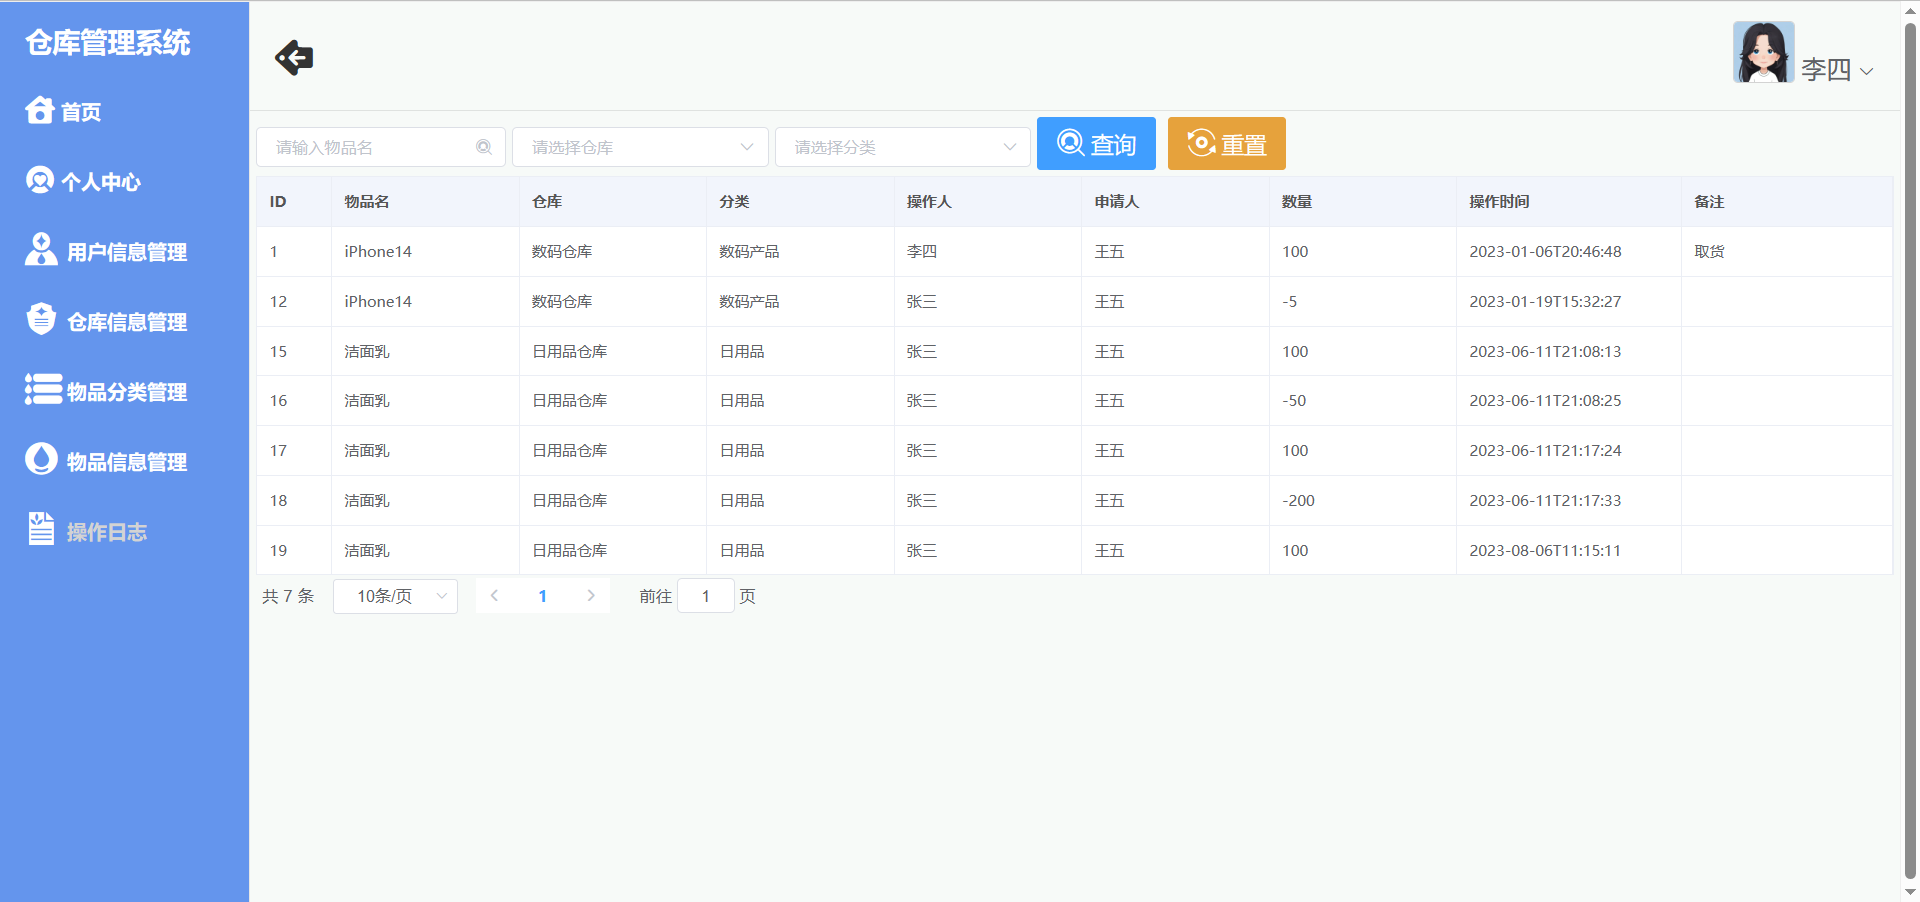 仓库管理系统
首页
个人中心
用户信息管理
仓库信息管理
物品分类管理
物品信息管理
操作日志
李四
请输入物品名 请选择仓库 请选择分类 查询 重置
ID 物品名 仓库 分类 操作人 申请人 数量 操作时间 备注
1 iPhone14 数码仓库 数码产品 李四 王五 100 2023-01-06T20:46:48 取货
12 iPhone14 数码仓库 数码产品 张三 王五 -5 2023-01-19T15:32:27
15 洁面乳 日用品仓库 日用品 张三 王五 100 2023-06-11T21:08:13
16 洁面乳 日用品仓库 日用品 张三 王五 -50 2023-06-11T21:08:25
17 洁面乳 日用品仓库 日用品 张三 王五 100 2023-06-11T21:17:24
18 洁面乳 日用品仓库 日用品 张三 王五 -200 2023-06-11T21:17:33
19 洁面乳 日用品仓库 日用品 张三 王五 100 2023-08-06T11:15:11
共 7 条 10条/页 1 前往 1 页